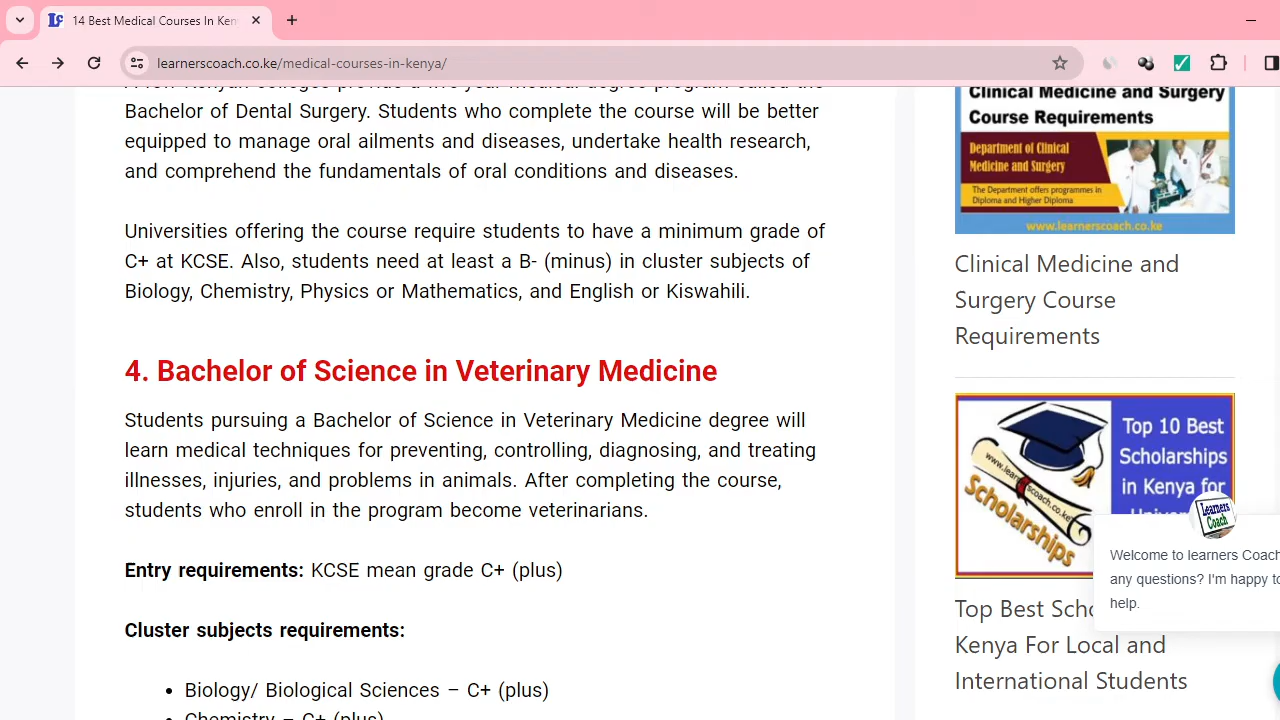 14 Best Medical Courses In Ken
learnerscoach.co.ke/medical-courses-in-kenya/
Bachelor of Dental Surgery. Students who complete the course will be better
equipped to manage oral ailments and diseases, undertake health research,
and comprehend the fundamentals of oral conditions and diseases.
Universities offering the course require students to have a minimum grade of
C+ at KCSE. Also, students need at least a B- (minus) in cluster subjects of
Biology, Chemistry, Physics or Mathematics, and English or Kiswahili.
4. Bachelor of Science in Veterinary Medicine
Students pursuing a Bachelor of Science in Veterinary Medicine degree will
learn medical techniques for preventing, controlling, diagnosing, and treating
illnesses, injuries, and problems in animals. After completing the course,
students who enroll in the program become veterinarians.
Entry requirements: KCSE mean grade C+ (plus)
Cluster subjects requirements:
• Biology/ Biological Sciences – C+ (plus)
• Chemistry – C+ (plus)
Clinical Medicine and Surgery
Course Requirements
Department of Clinical
Medicine and Surgery
The Department offers programmes in
Diploma and Higher Diploma
www.learnerscoach.co.ke
Clinical Medicine and
Surgery Course
Requirements
www.learnerscoach.co.ke
Scholarships
Top 10 Best
Scholarships
in Kenya for
Learners
Coach
Welcome to learners Coach
any questions? I'm happy to
help.
Top Best Scho
Kenya For Local and
International Students